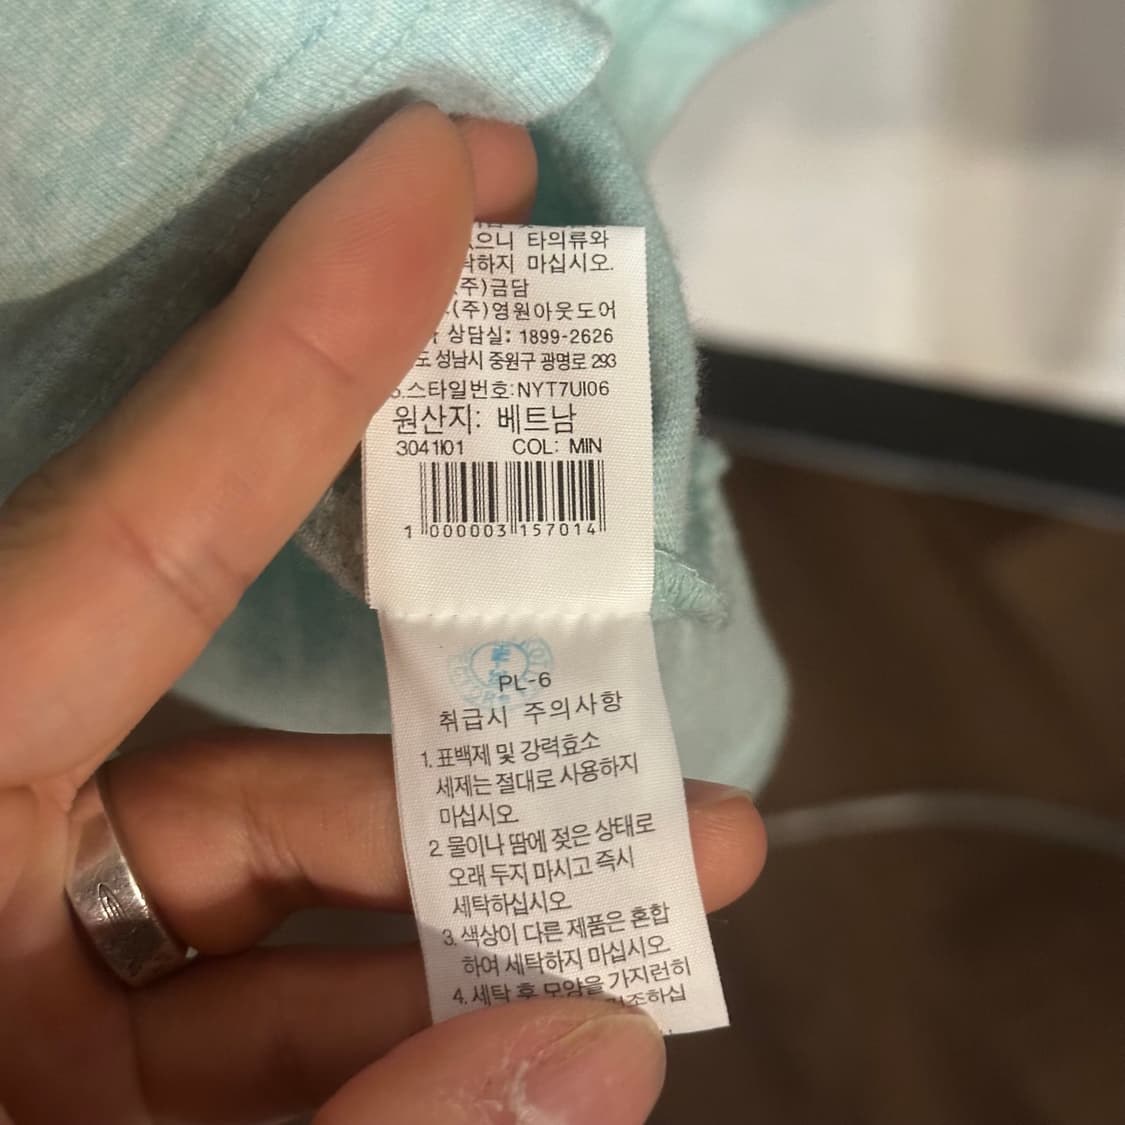 으니 타의류와
하지 마십시오.
(주)금담
(주)영원아웃도어
상담실: 1899-2626
도 성남시 중원구 광명로 293
스타일번호:NYT7UI06
원산지: 베트남
3041I01 COL: MIN
1 000003 157014
PL-6
취급시 주의사항
1. 표백제 및 강력효소
세제는 절대로 사용하지
마십시오.
2. 물이나 땀에 젖은 상태로
오래 두지 마시고 즉시
세탁하십시오.
3. 색상이 다른 제품은 혼합
하여 세탁하지 마십시오.
4. 세탁 후 모양을 가지런히
건조하십